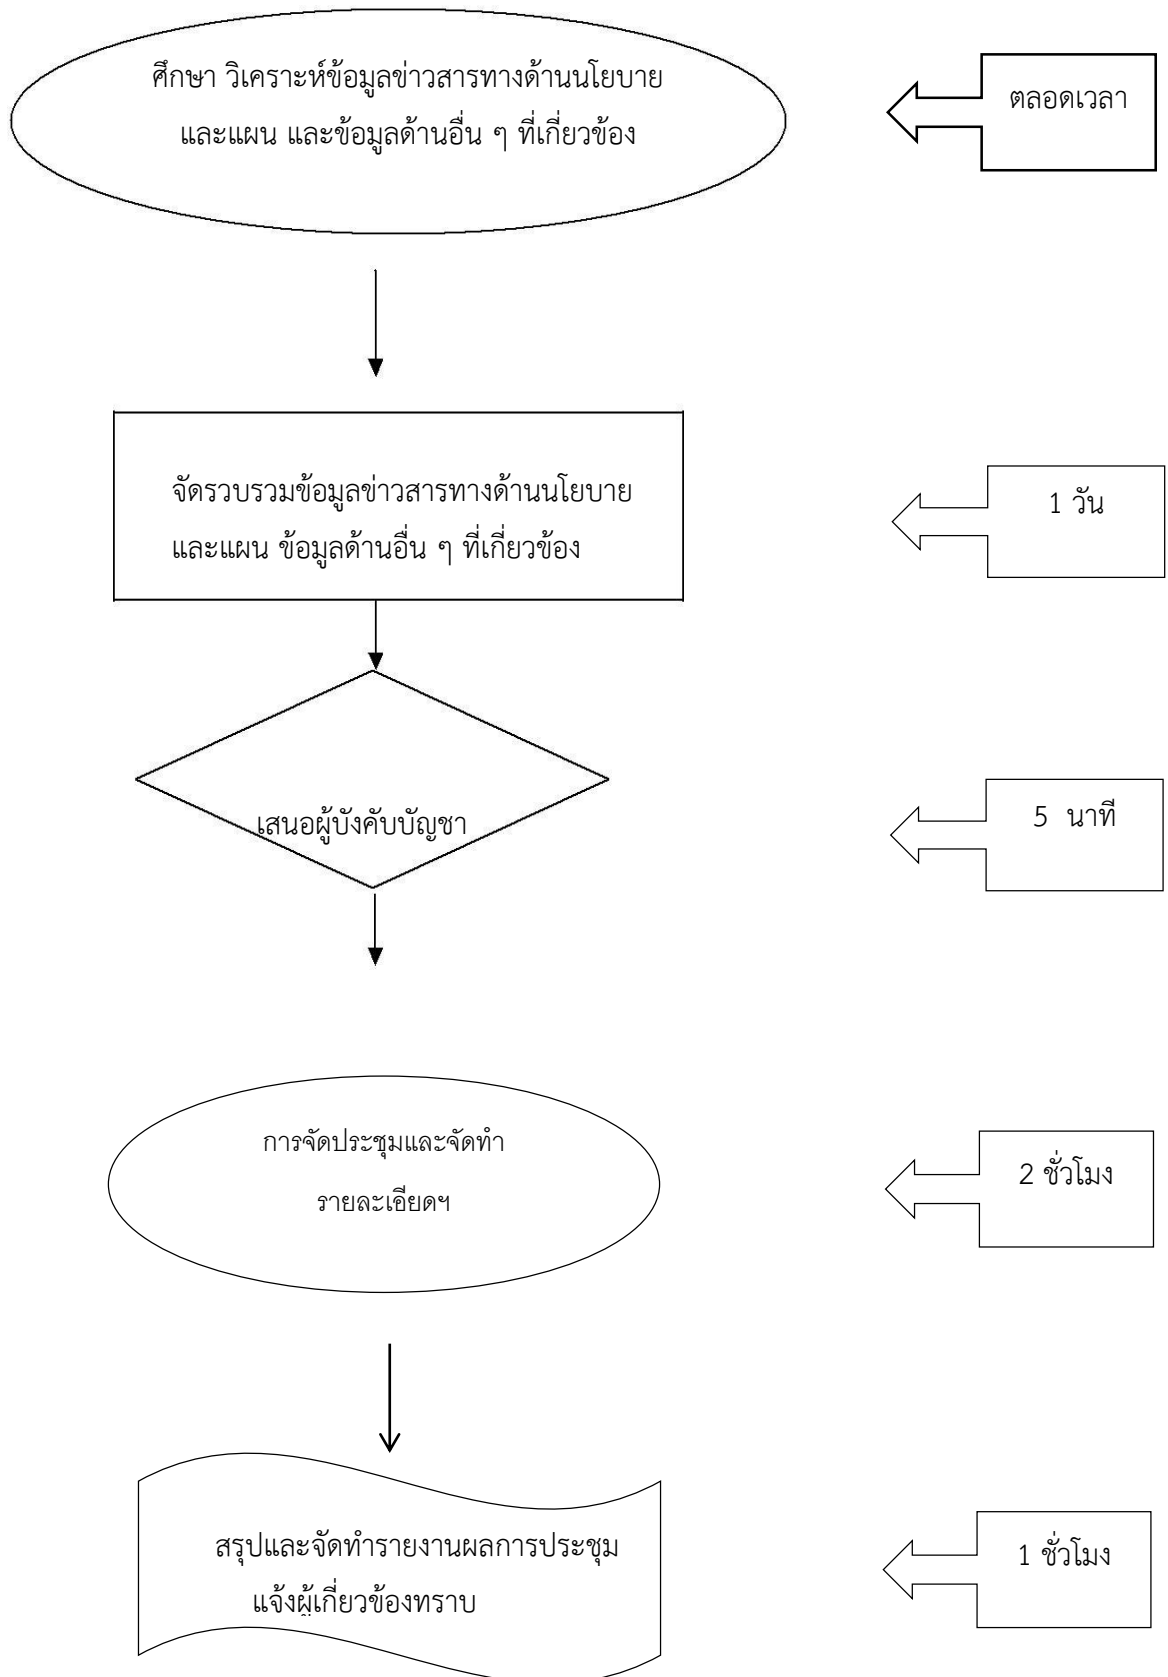 ศึกษา วิเคราะห์ข้อมูลข่าวสารทางด้านนโยบาย
และแผน และข้อมูลด้านอื่น ๆ ที่เกี่ยวข้อง
ตลอดเวลา
จัดรวบรวมข้อมูลข่าวสารทางด้านนโยบาย
และแผน ข้อมูลด้านอื่น ๆ ที่เกี่ยวข้อง
1 วัน
เสนอผู้บังคับบัญชา
5 นาที
การจัดประชุมและจัดทำ
รายละเอียดฯ
2 ชั่วโมง
สรุปและจัดทำรายงานผลการประชุม
แจ้งผู้เกี่ยวข้องทราบ
1 ชั่วโมง